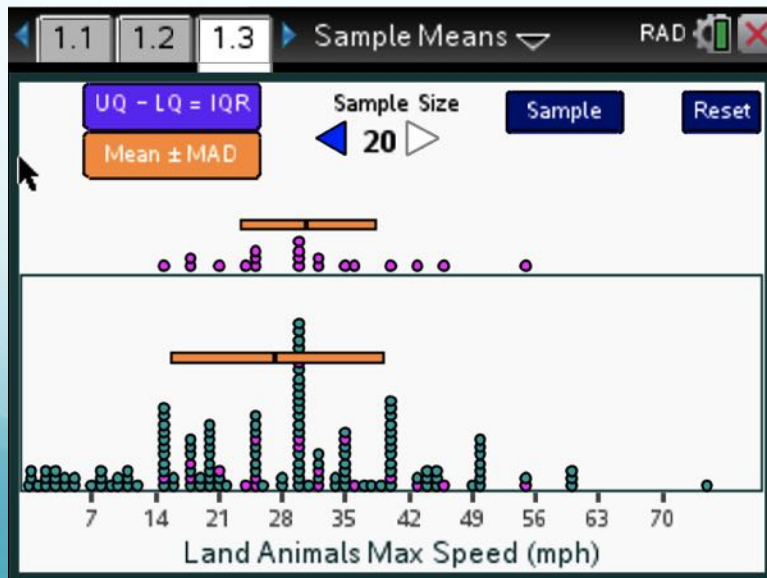 1.1 1.2 1.3 Sample Means RAD
UQ - LQ = IQR
Mean ± MAD
Sample Size
20
Sample
Reset
7 14 21 28 35 42 49 56 63 70
Land Animals Max Speed (mph)